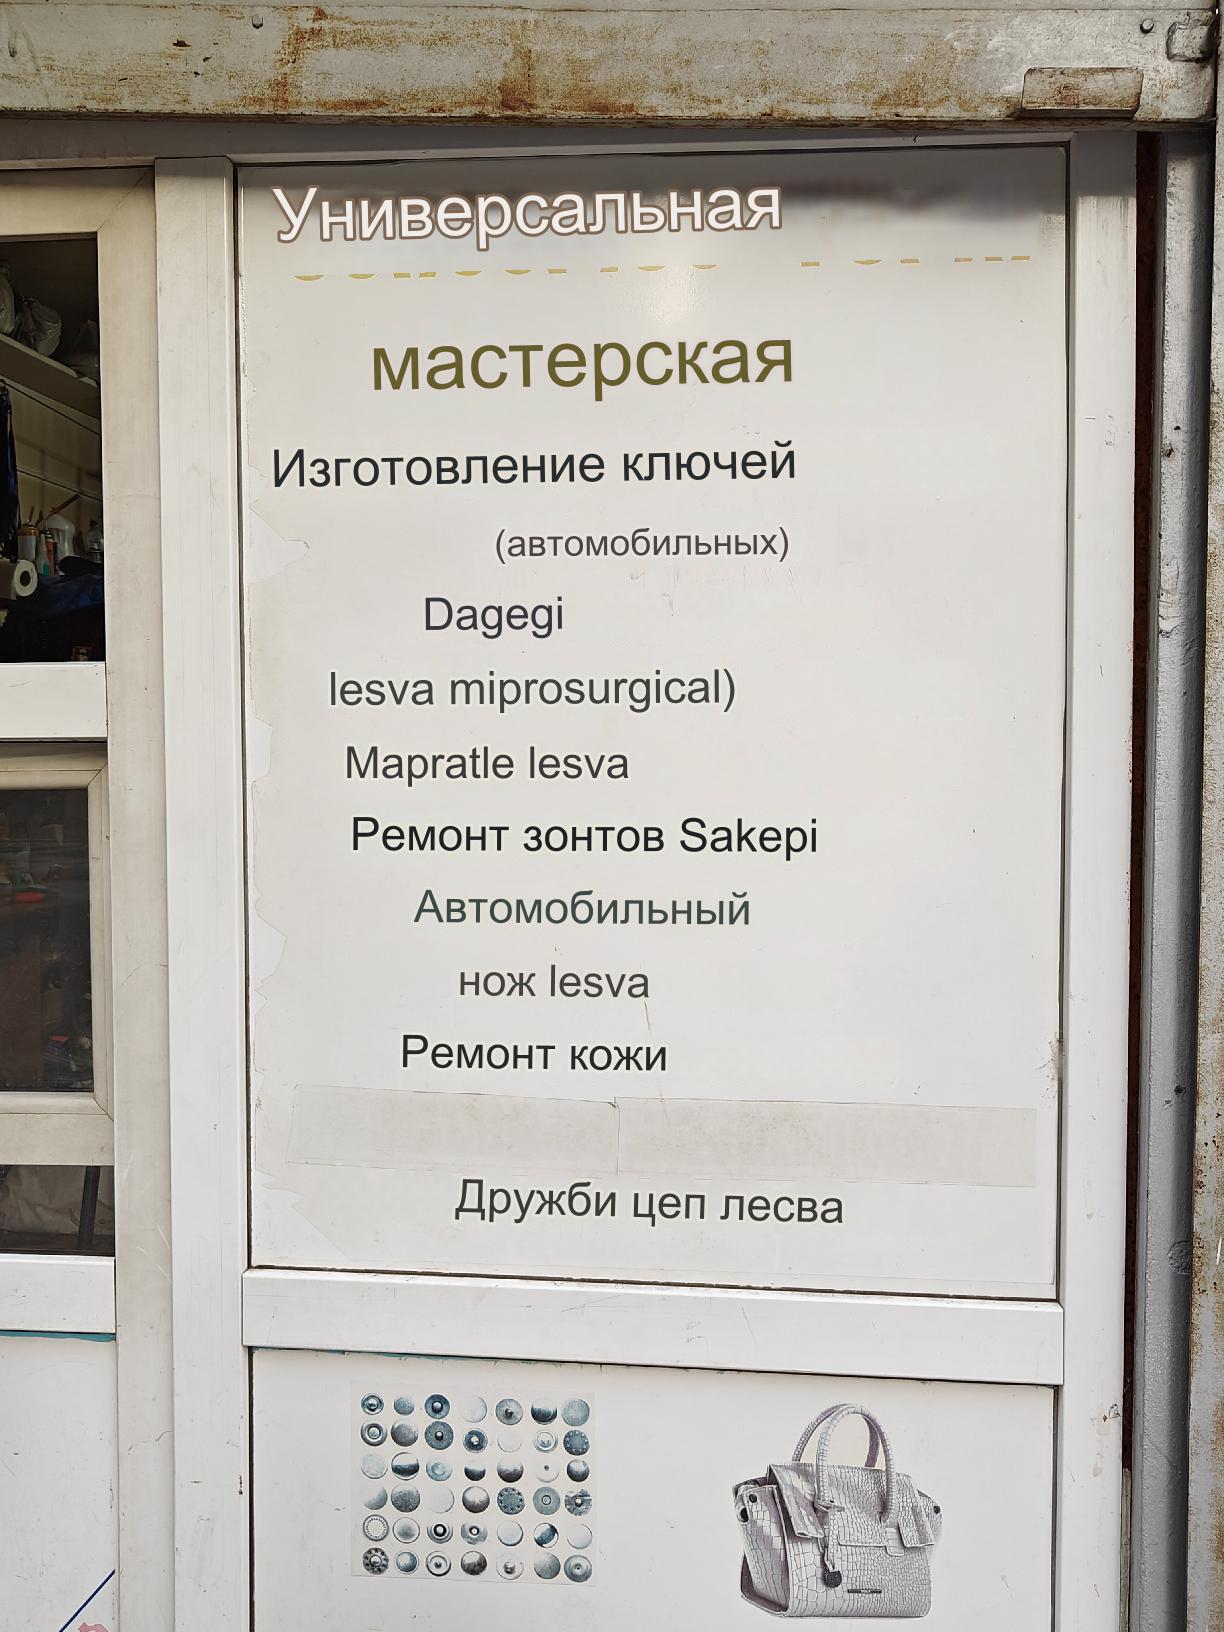 Универсальная
мастерская
Изготовление ключей
(автомобильных)
Dagegi
lesva miprosurgical)
Mapratle lesva
Ремонт зонтов Sakepi
Автомобильный
нож lesva
Ремонт кожи
Дружби цеп лесва